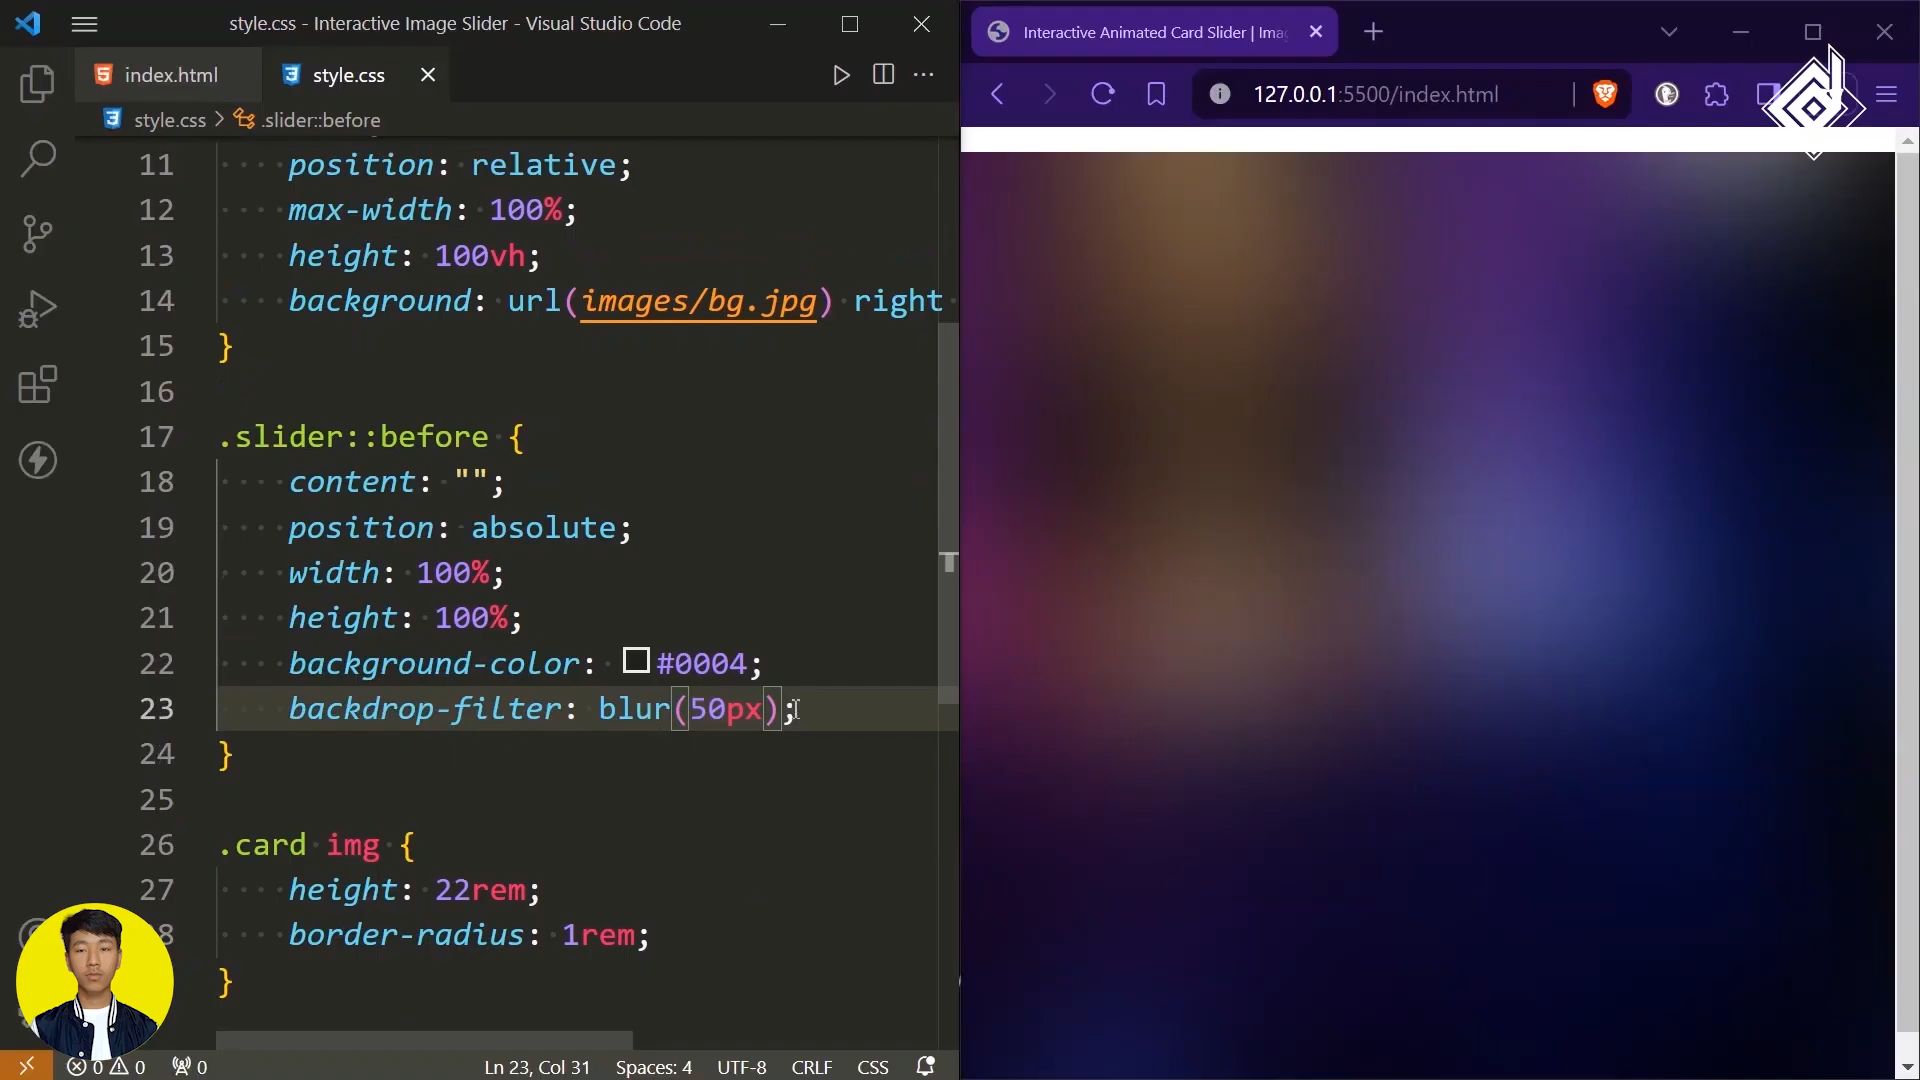 style.css - Interactive Image Slider - Visual Studio Code
index.html
style.css
style.css > .slider::before
11 position: relative;
12 max-width: 100%;
13 height: 100vh;
14 background: url(images/bg.jpg) right
15 }
16
17 .slider::before {
18 content: "";
19 position: absolute;
20 width: 100%;
21 height: 100%;
22 background-color: #0004;
23 backdrop-filter: blur(50px);
24 }
25
26 .card img {
27 height: 22rem;
8 border-radius: 1rem;
}
0 0 0
Ln 23, Col 31 Spaces: 4 UTF-8 CRLF CSS
Interactive Animated Card Slider |
127.0.0.1:5500/index.html